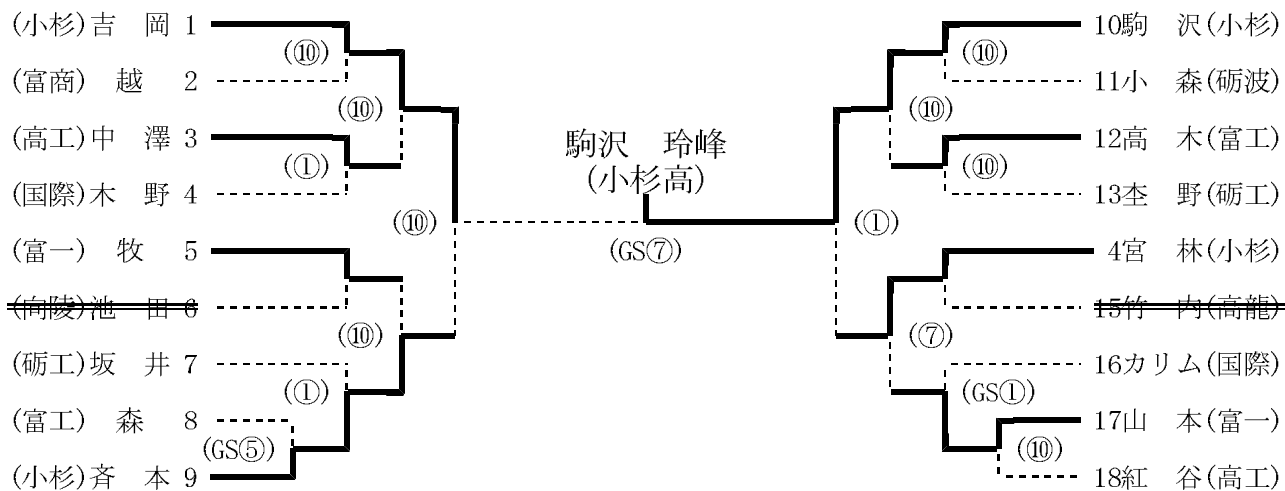 (小杉)吉　岡 1
(⑩)
(富商)　越　 2
(⑩)
(高工)中　澤 3
(①)
(国際)木　野 4
(⑩)
(富一)　牧　 5
(向陵)池　田 6
(⑩)
(砺工)坂　井 7
(①)
(富工)　森　 8
(GS⑤)
(小杉)斉　本 9
駒沢　玲峰
(小杉高)
(GS⑦)
10駒　沢(小杉)
(⑩)
11小　森(砺波)
(⑩)
12高　木(富工)
(⑩)
13杢　野(砺工)
(①)
4宮　林(小杉)
15竹　内(高龍)
(⑦)
16カリム(国際)
(GS①)
17山　本(富一)
(⑩)
18紅　谷(高工)